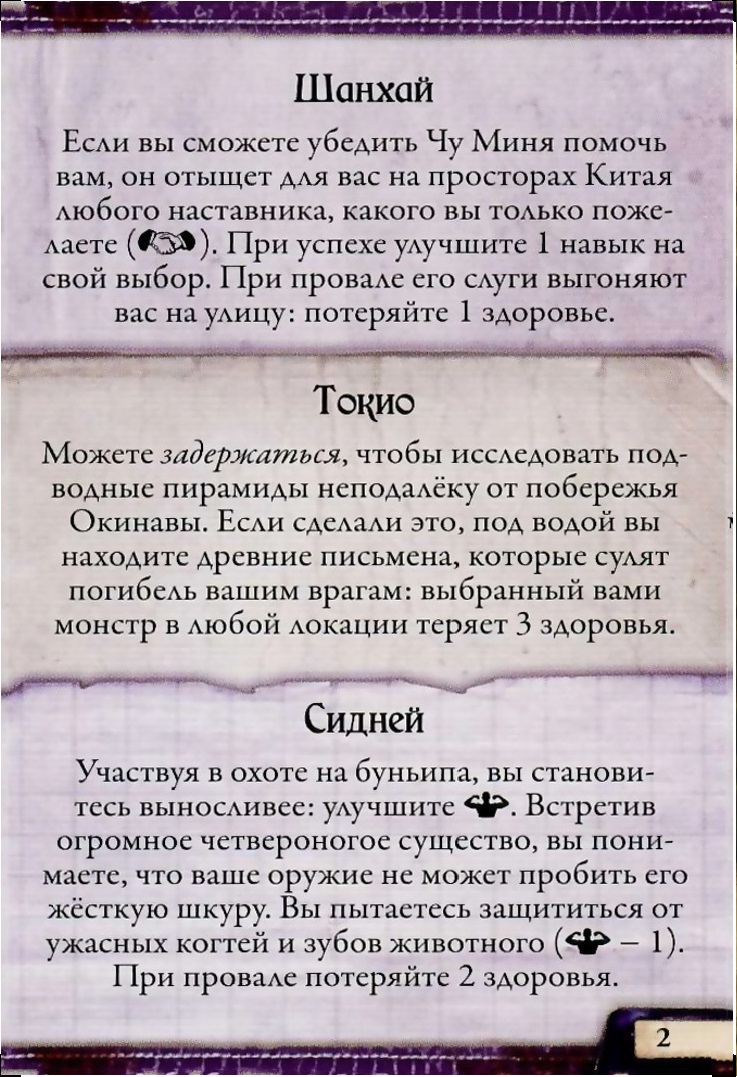 Шанхай
Если вы сможете убедить Чу Миня помочь
вам, он отыщет для вас на просторах Китая
любого наставника, какого вы только поже-
лаете ( ). При успехе улучшите 1 навык на
свой выбор. При провале его слуги выгоняют
вас на улицу: потеряйте 1 здоровье.
Токио
Можете задержаться, чтобы исследовать под-
водные пирамиды неподалёку от побережья
Окинавы. Если сделали это, под водой вы
находите древние письмена, которые сулят
погибель вашим врагам: выбранный вами
монстр в любой локации теряет 3 здоровья.
Сидней
Участвуя в охоте на буньипа, вы станови-
тесь выносливее: улучшите . Встретив
огромное четвероногое существо, вы пони-
маете, что ваше оружие не может пробить его
жёсткую шкуру. Вы пытаетесь защититься от
ужасных когтей и зубов животного ( – 1).
При провале потеряйте 2 здоровья.
2